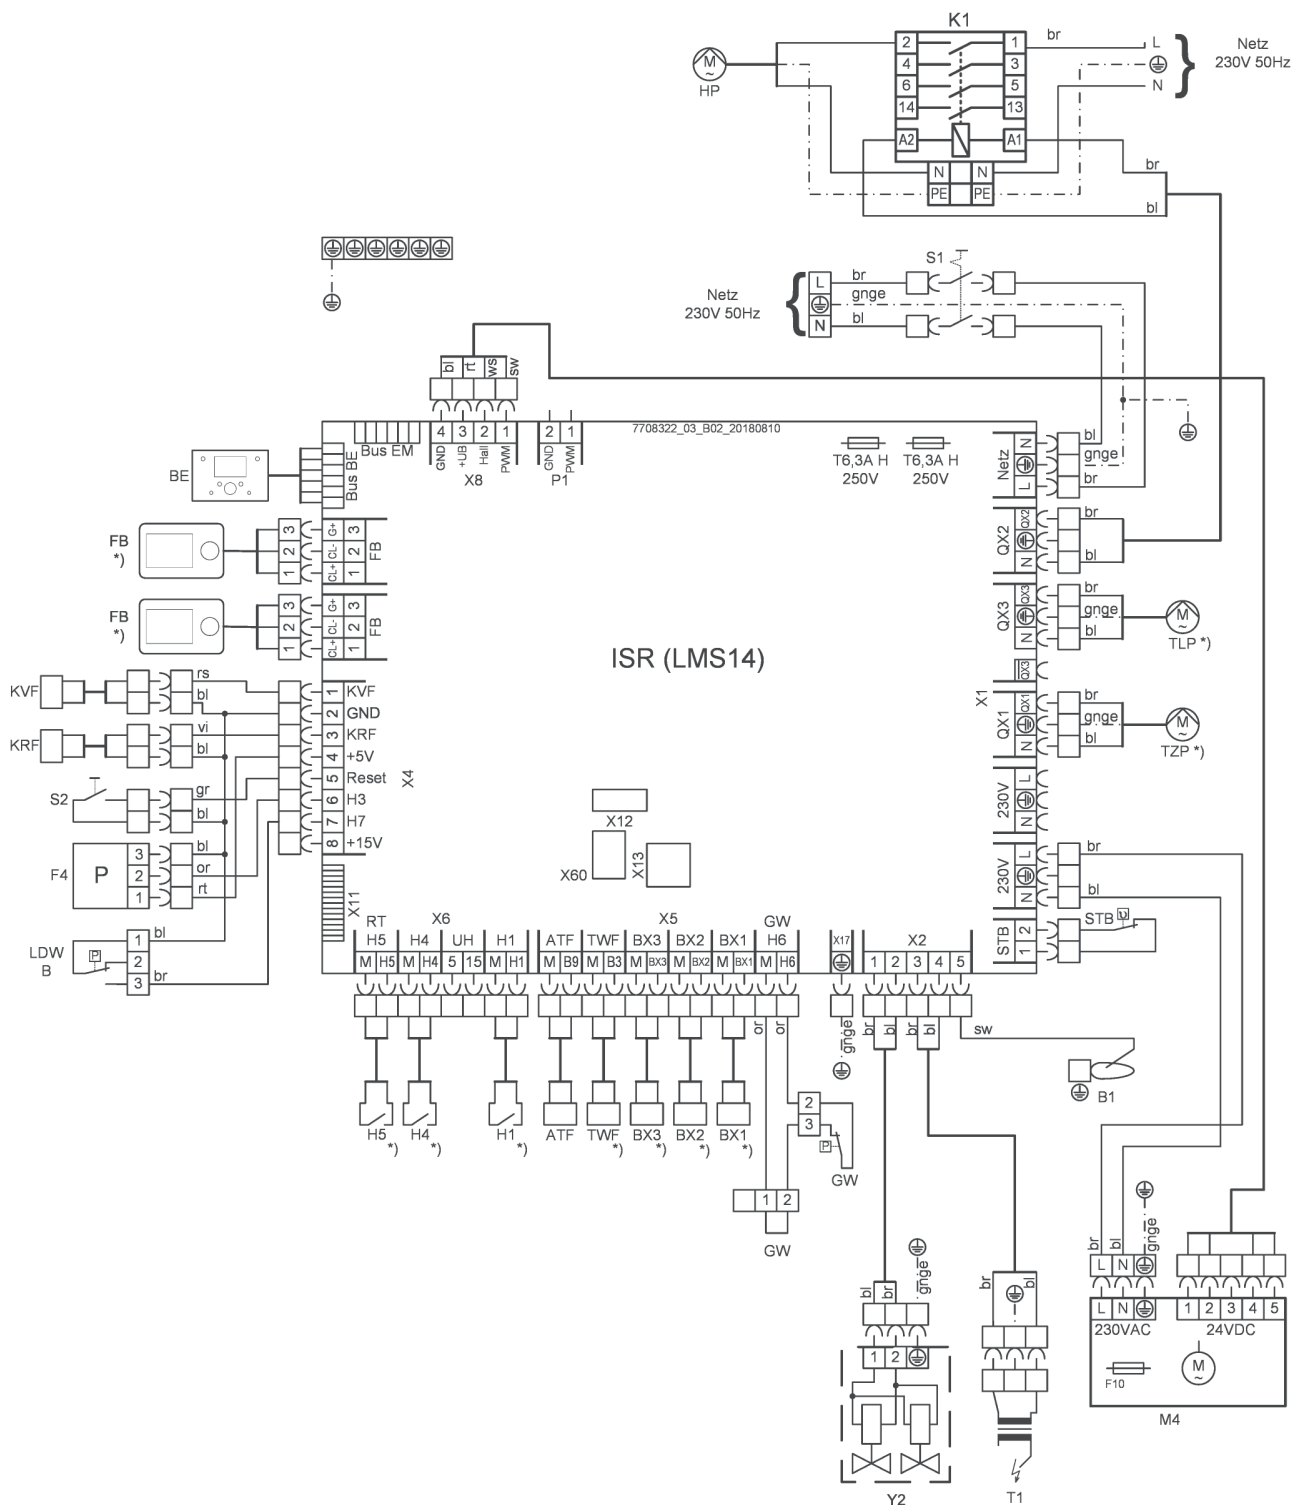 K1
2 1 br L
4 3
6 5 N
14 13
A2 A1
Netz
230V 50Hz
M
~
HP
N N
PE PE
br
bl
S1
Netz
230V 50Hz
L br
gnge
N bl
bl rt ws sw
4 3 2 1
GND +UB Hall PWM
X8
2 1
GND PWM
P1
7708322_03_B02_20180810
T6,3A H
250V
T6,3A H
250V
Bus EM
BE
Bus BE
FB
*)
3 G+ 3
2 CL- 2
1 CL+ 1
FB
FB
*)
3 G+ 3
2 CL- 2
1 CL+ 1
FB
ISR (LMS14)
Netz
N bl
gnge
L br
QX2
QX2 br
N bl
QX3
QX3 br
gnge
N bl
M
~
TLP *)
QX3
X1
QX1
QX1 br
gnge
N bl
M
~
TZP *)
230V
L
N
230V
L br
N bl
STB
2
1
STB
υ
KVF
rs
bl
KRF
vi
bl
S2
gr
bl
F4
P
3 bl
2 or
1 rt
LDW
B
P
1 bl
2
3 br
1 KVF
2 GND
3 KRF
4 +5V
5 Reset
6 H3
7 H7
8 +15V
X4
X11
X12
X60
X13
RT X6 X5 GW
H5 H4 UH H1 ATF TWF BX3 BX2 BX1 H6
M H5 M H4 5 15 M H1 M B9 M B3 M BX3 M BX2 M BX1 M H6
X17
X2
1 2 3 4 5
or or
gnge
br bl br bl
sw
B1
H5
*)
H4
*)
H1
*)
ATF
TWF
*)
BX3
*)
BX2
*)
BX1
*)
2
3
P
GW
1 2
GW
bl br gnge
1 2
Y2
br bl
T1
br bl gnge
L N
L N
230VAC
1 2 3 4 5
24VDC
F10
M
~
M4